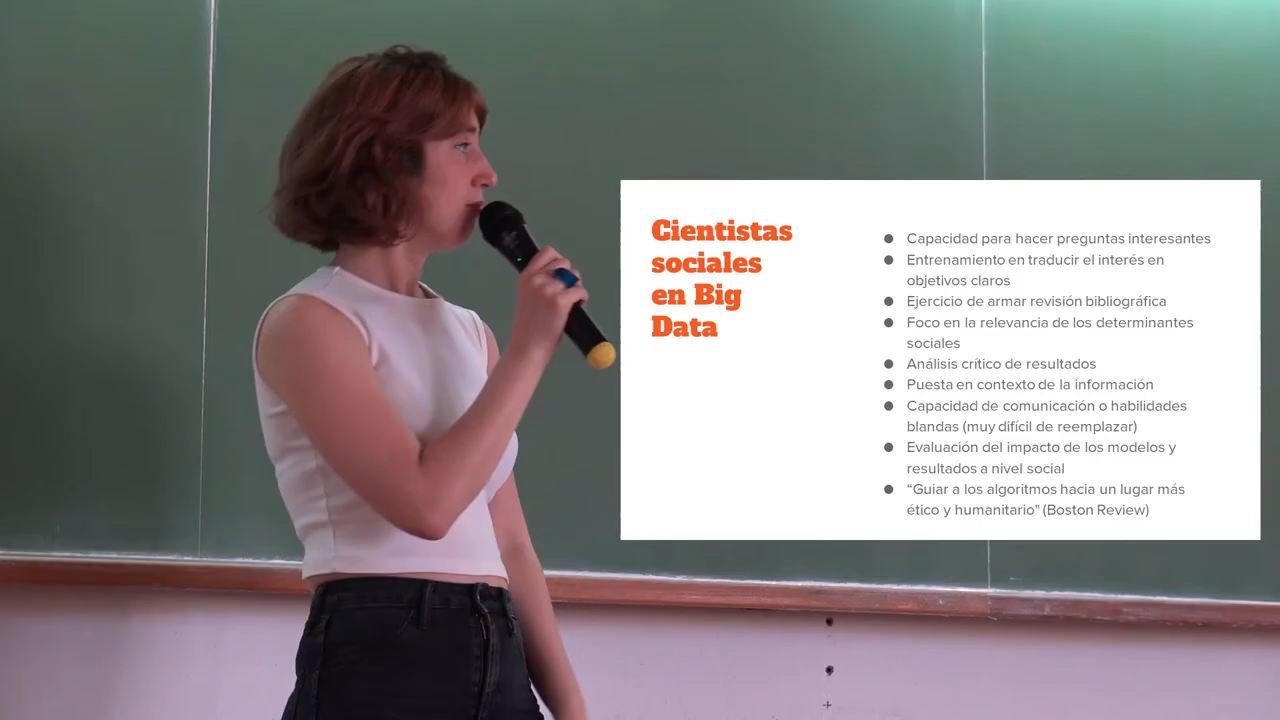 Cientistas
sociales
en Big
Data
● Capacidad para hacer preguntas interesantes
● Entrenamiento en traducir el interés en
objetivos claros
● Ejercicio de armar revisión bibliográfica
● Foco en la relevancia de los determinantes
sociales
● Análisis crítico de resultados
● Puesta en contexto de la información
● Capacidad de comunicación o habilidades
blandas (muy difícil de reemplazar)
● Evaluación del impacto de los modelos y
resultados a nivel social
● “Guiar a los algoritmos hacia un lugar más
ético y humanitario" (Boston Review)